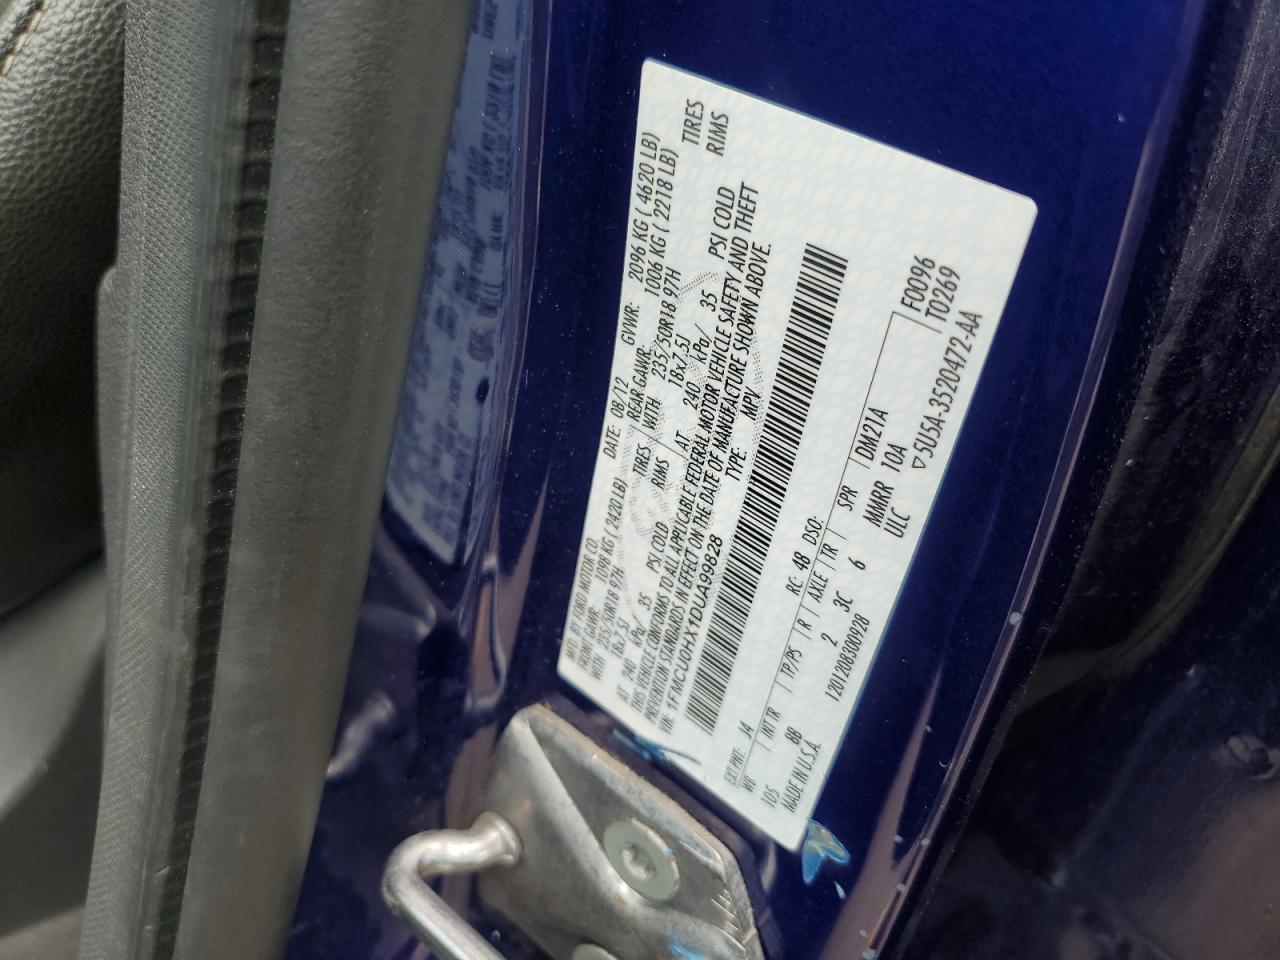 MFD. BY FORD MOTOR CO.
DATE: 08/12 GVWR: 2096 KG ( 4620 LB)
FRONT GAWR: 1098 KG ( 2420 LB) REAR GAWR: 1006 KG ( 2218 LB)
WITH 235/50R18 97H TIRES WITH 235/50R18 97H TIRES
18x7.5J RIMS 18x7.5J RIMS
AT 240 kPa/ 35 PSI COLD AT 240 kPa/ 35 PSI COLD
THIS VEHICLE CONFORMS TO ALL APPLICABLE FEDERAL MOTOR VEHICLE SAFETY AND THEFT
PREVENTION STANDARDS IN EFFECT ON THE DATE OF MANUFACTURE SHOWN ABOVE.
VIN: 1FMCU0HX1DUA99828 TYPE: MPV
EXT PNT: J4 RC: 48 DSO: F0096
WB INT TR TP/PS R AXLE TR SPR DM21A T0269
105 BB 2 3C 6 MMRR 10A
MADE IN U.S.A. 1201208300928 ULC 5U5A-3520472-AA